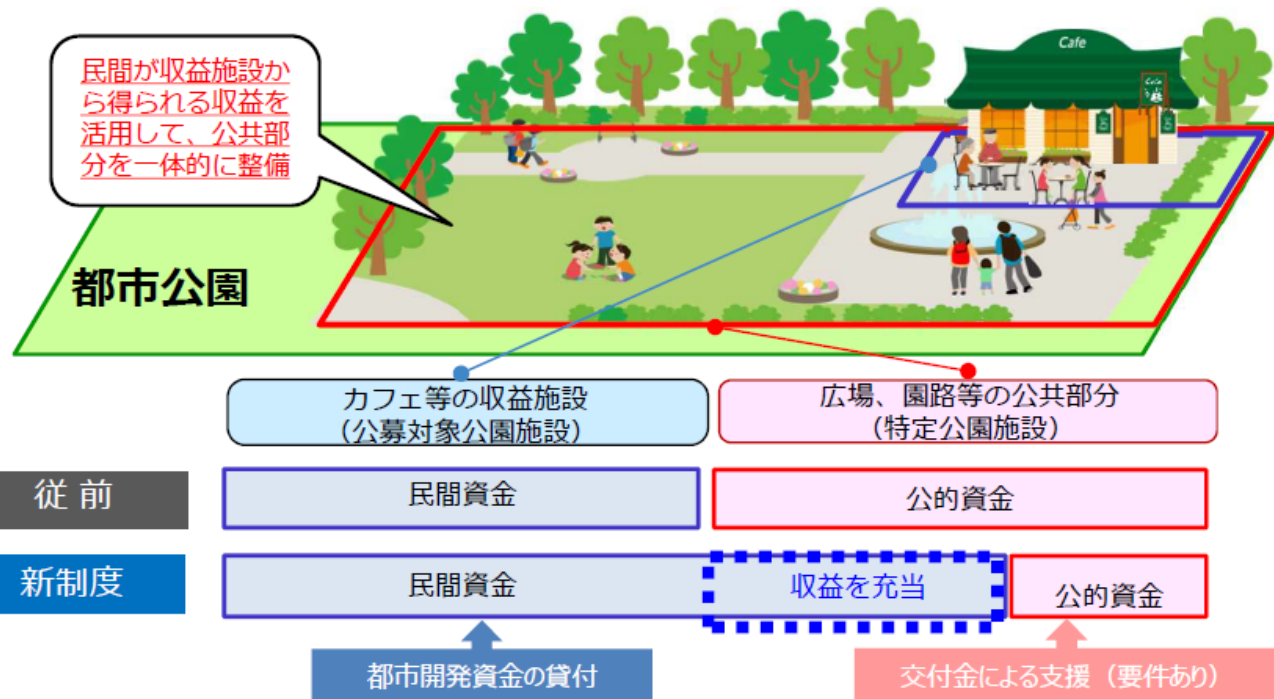 民間が収益施設か
ら得られる収益を
活用して、公共部
分を一体的に整備
Cafe
都市公園
カフェ等の収益施設
（公募対象公園施設）
広場、園路等の公共部分
（特定公園施設）
従 前
民間資金
公的資金
新制度
民間資金
収益を充当
公的資金
都市開発資金の貸付
交付金による支援（要件あり）